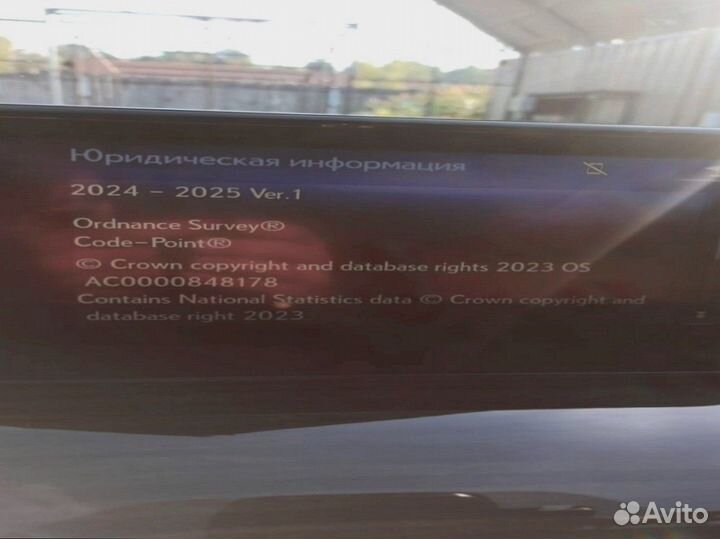 Юридическая информация
2024 - 2025 Ver.1
Ordnance Survey®
Code-Point®
© Crown copyright and database rights 2023 OS
AC0000848178
Contains National Statistics data © Crown copyright and
database right 2023
Avito